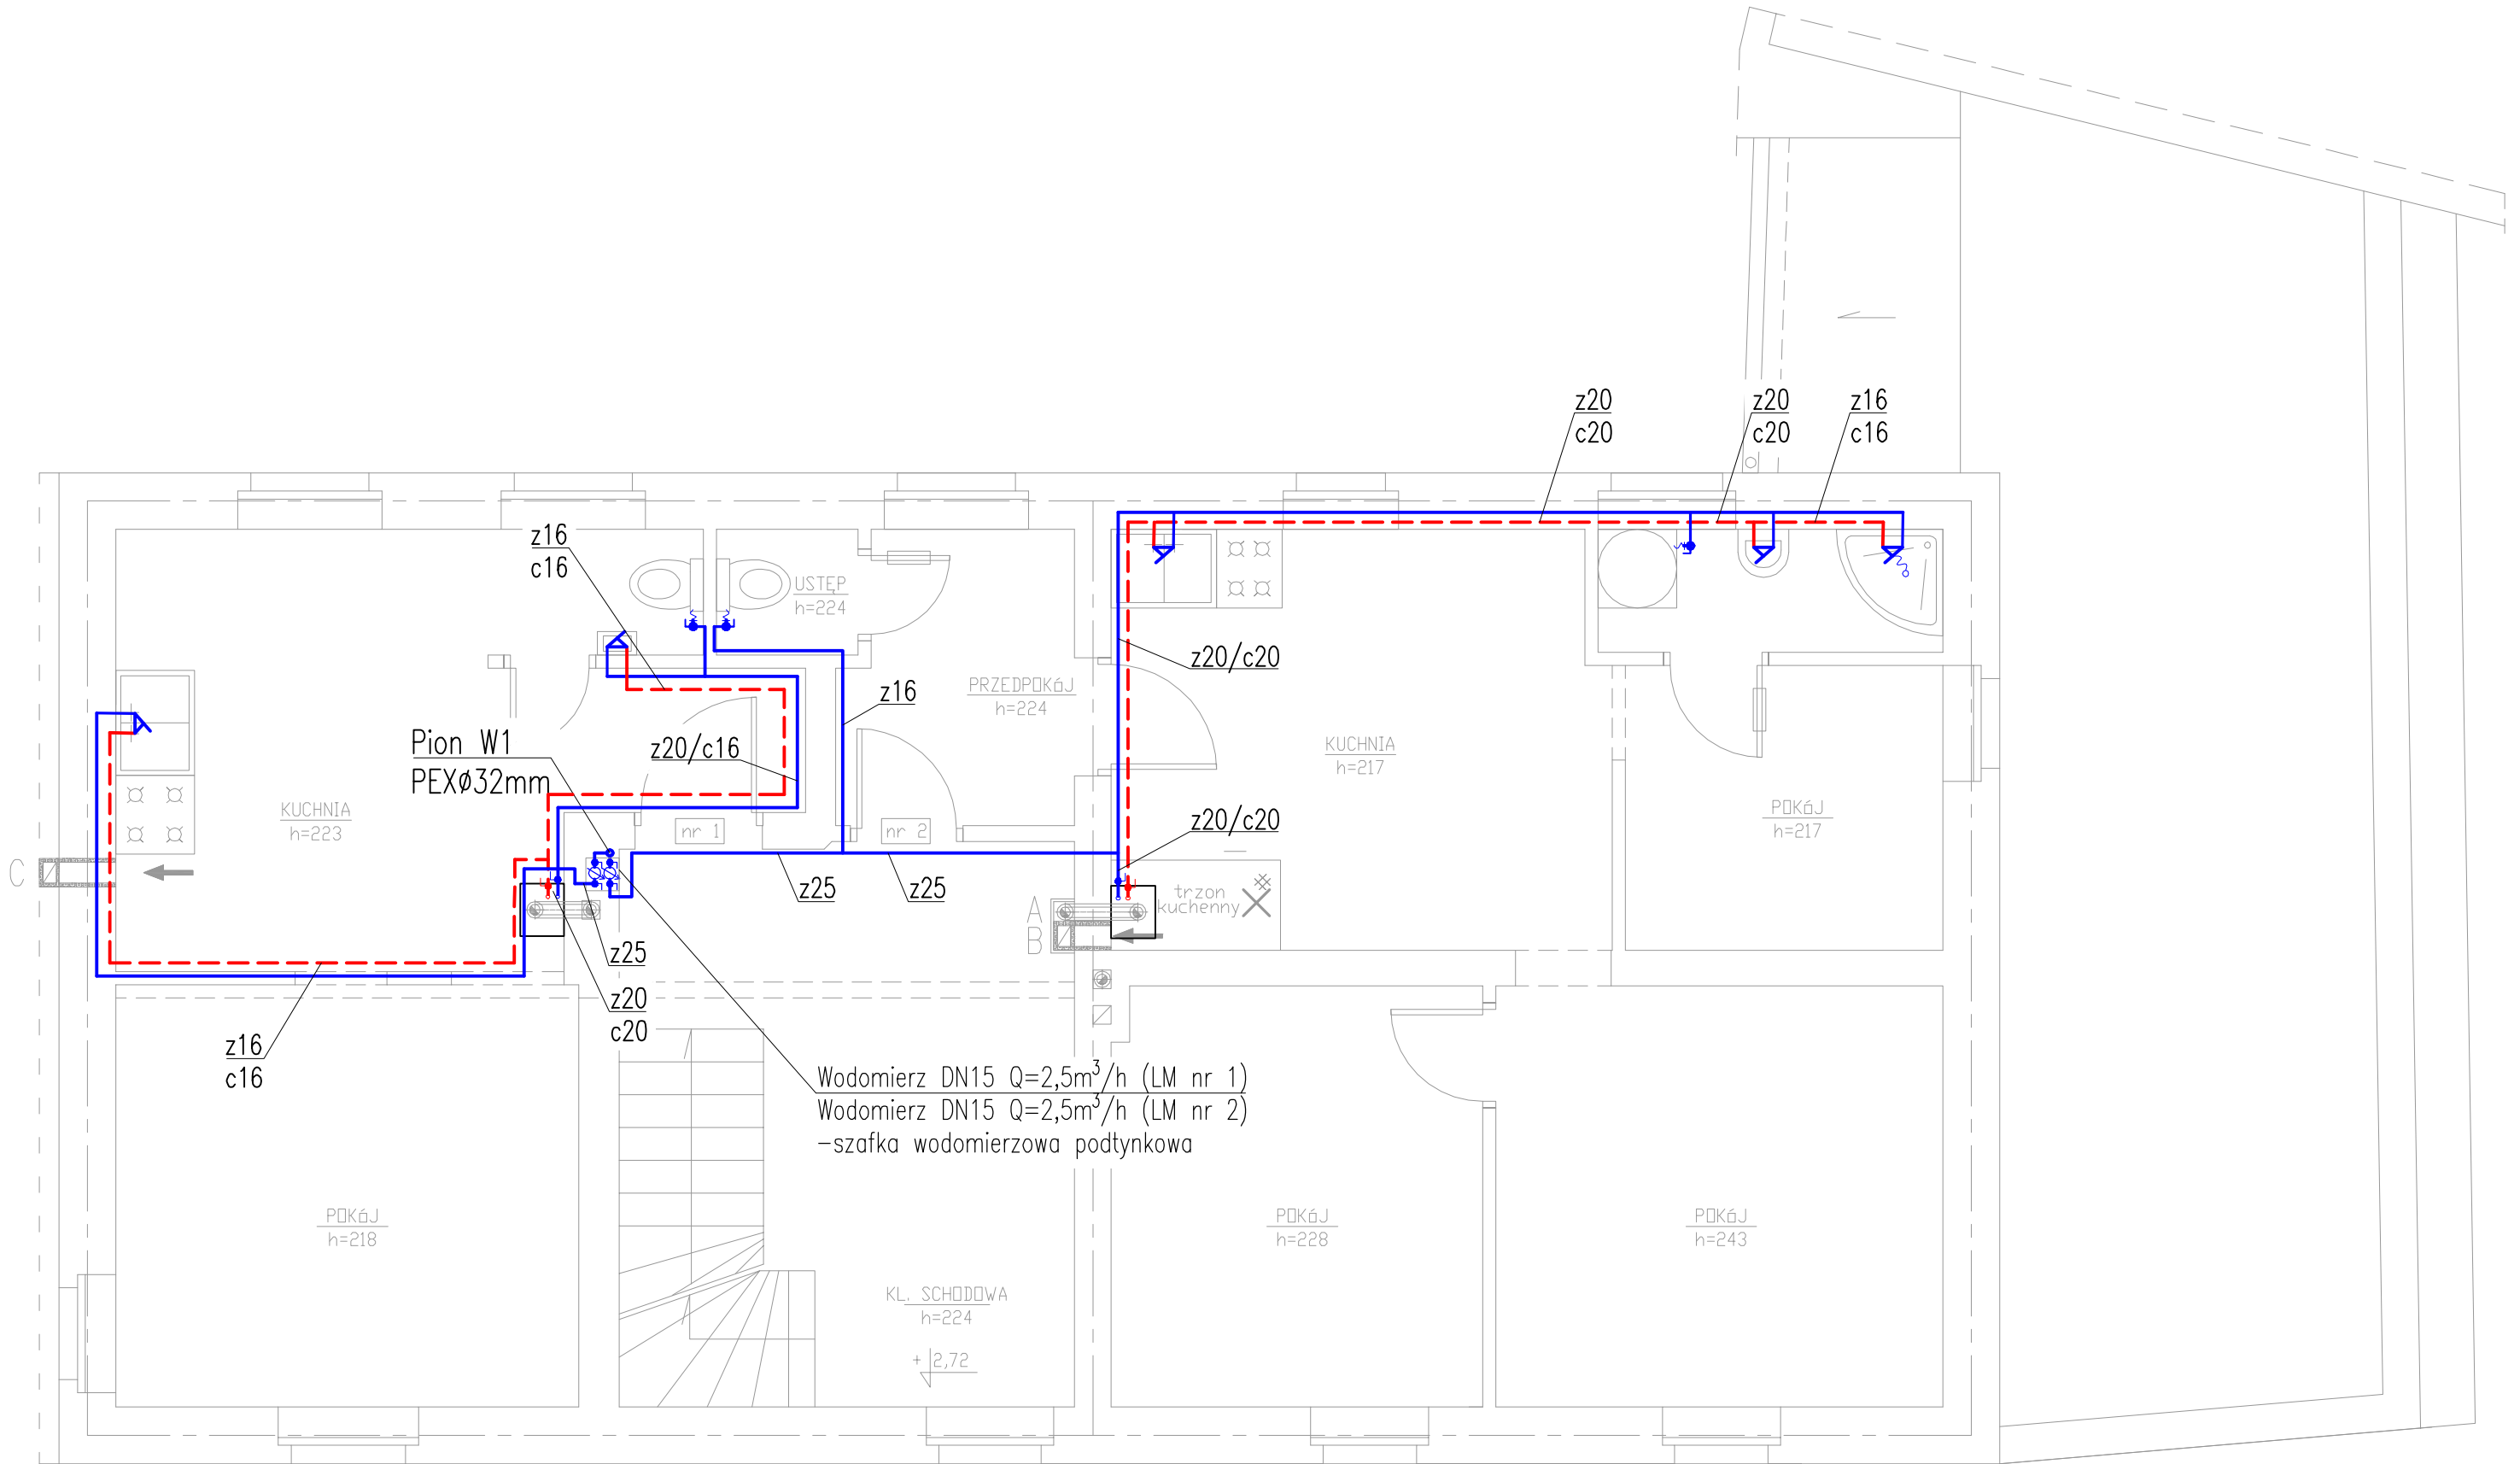 z20
c20
z20
c20
z16
c16
z16
c16
USTĘP
h=224
z20/c20
PRZEDPOKóJ
h=224
z16
Pion W1
PEXø32mm
z20/c16
KUCHNIA
h=217
KUCHNIA
h=223
POKóJ
h=217
nr 1
nr 2
z20/c20
C
z25
z25
trzon
kuchenny
A
B
z25
z20
c20
z16
c16
Wodomierz DN15 Q=2,5m³/h (LM nr 1)
Wodomierz DN15 Q=2,5m³/h (LM nr 2)
-szafka wodomierzowa podtynkowa
POKóJ
h=218
POKóJ
h=228
POKóJ
h=243
KL. SCHODOWA
h=224
+ 2,72